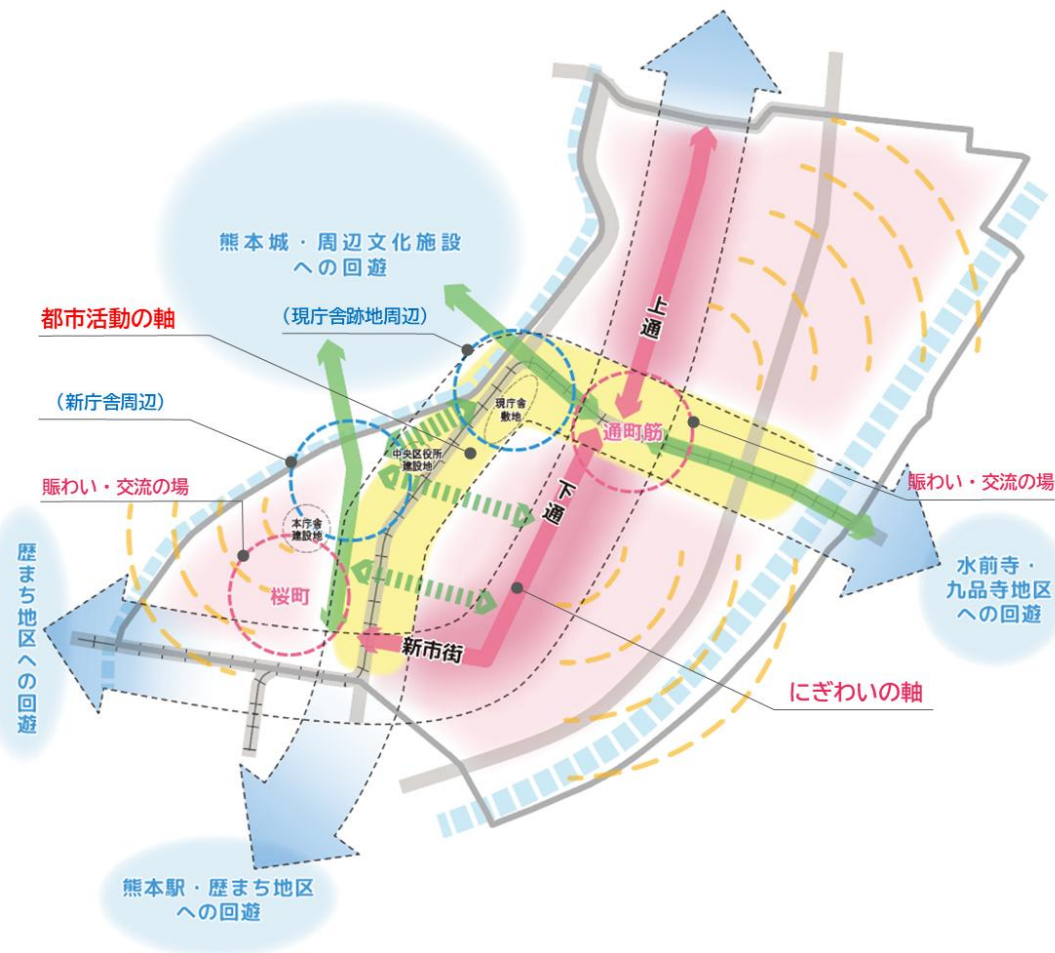 熊本城・周辺文化施設
への回遊
都市活動の軸
（現庁舎跡地周辺）
上通
（新庁舎周辺）
現庁舎
敷地
通町筋
中央区役所
建設地
賑わい・交流の場
賑わい・交流の場
下通
本庁舎
建設地
歴まち地区への回遊
桜町
水前寺・
九品寺地区
への回遊
新市街
にぎわいの軸
熊本駅・歴まち地区
への回遊